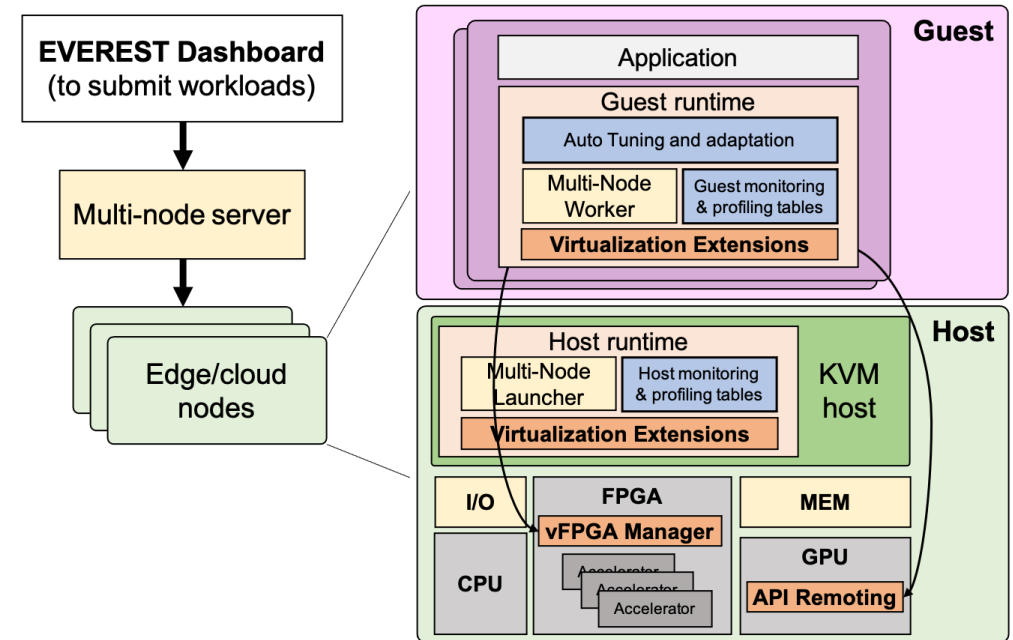 EVEREST Dashboard
(to submit workloads)
Multi-node server
Edge/cloud
nodes
Guest
Application
Guest runtime
Auto Tuning and adaptation
Multi-Node
Worker
Guest monitoring
& profiling tables
Virtualization Extensions
Host
Host runtime
Multi-Node
Launcher
Host monitoring
& profiling tables
Virtualization Extensions
KVM
host
I/O
CPU
FPGA
vFPGA Manager
Accelerator
Accelerator
Accelerator
MEM
GPU
API Remoting